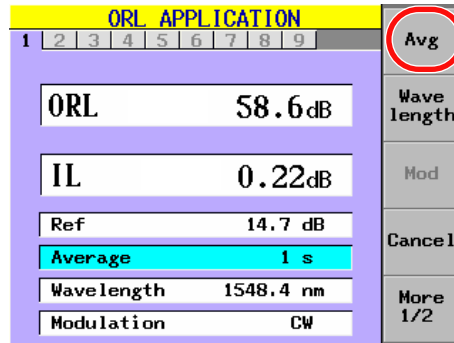 ORL APPLICATION
1 2 3 4 5 6 7 8 9
ORL 58.6dB
IL 0.22dB
Ref 14.7 dB
Average 1 s
Wavelength 1548.4 nm
Modulation CW
Avg
Wave
length
Mod
Cancel
More
1/2